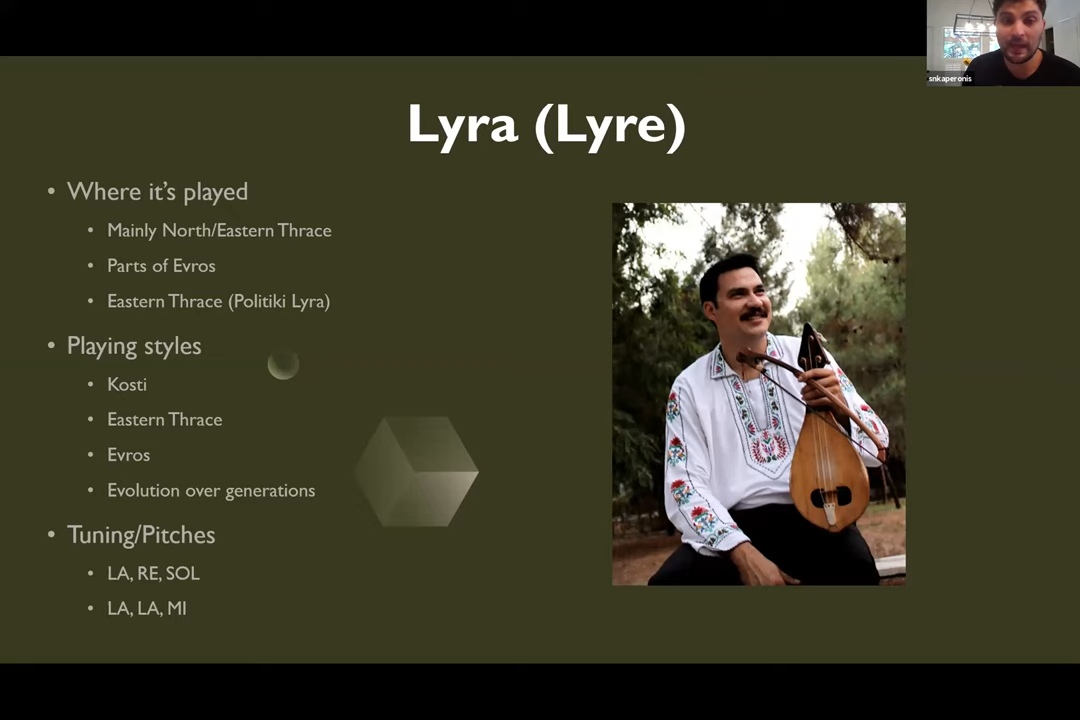 snkaperonis
Lyra (Lyre)
• Where it's played
• Mainly North/Eastern Thrace
• Parts of Evros
• Eastern Thrace (Politiki Lyra)
• Playing styles
• Kosti
• Eastern Thrace
• Evros
• Evolution over generations
• Tuning/Pitches
• LA, RE, SOL
• LA, LA, MI